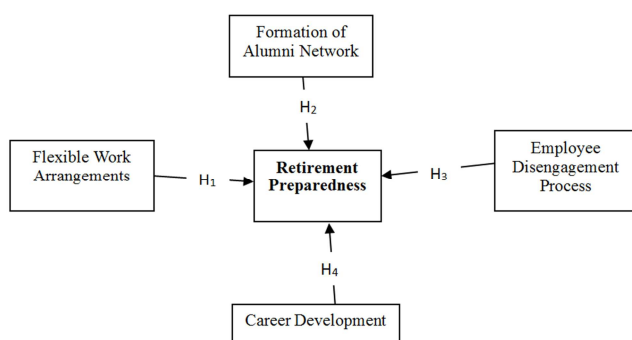 Formation of
Alumni Network
H2
Flexible Work
Arrangements
H1
Retirement
Preparedness
H3
Employee
Disengagement
Process
H4
Career Development